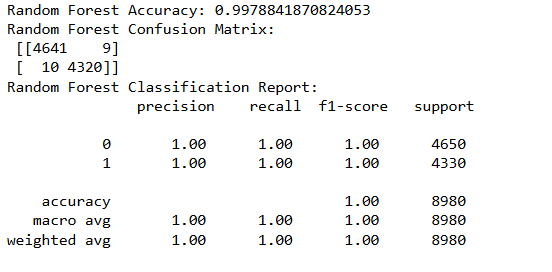 Random Forest Accuracy: 0.9978841870824053
Random Forest Confusion Matrix:
 [[4641    9]
 [  10 4320]]
Random Forest Classification Report:
              precision    recall  f1-score   support

           0       1.00      1.00      1.00      4650
           1       1.00      1.00      1.00      4330

    accuracy                           1.00      8980
   macro avg       1.00      1.00      1.00      8980
weighted avg       1.00      1.00      1.00      8980